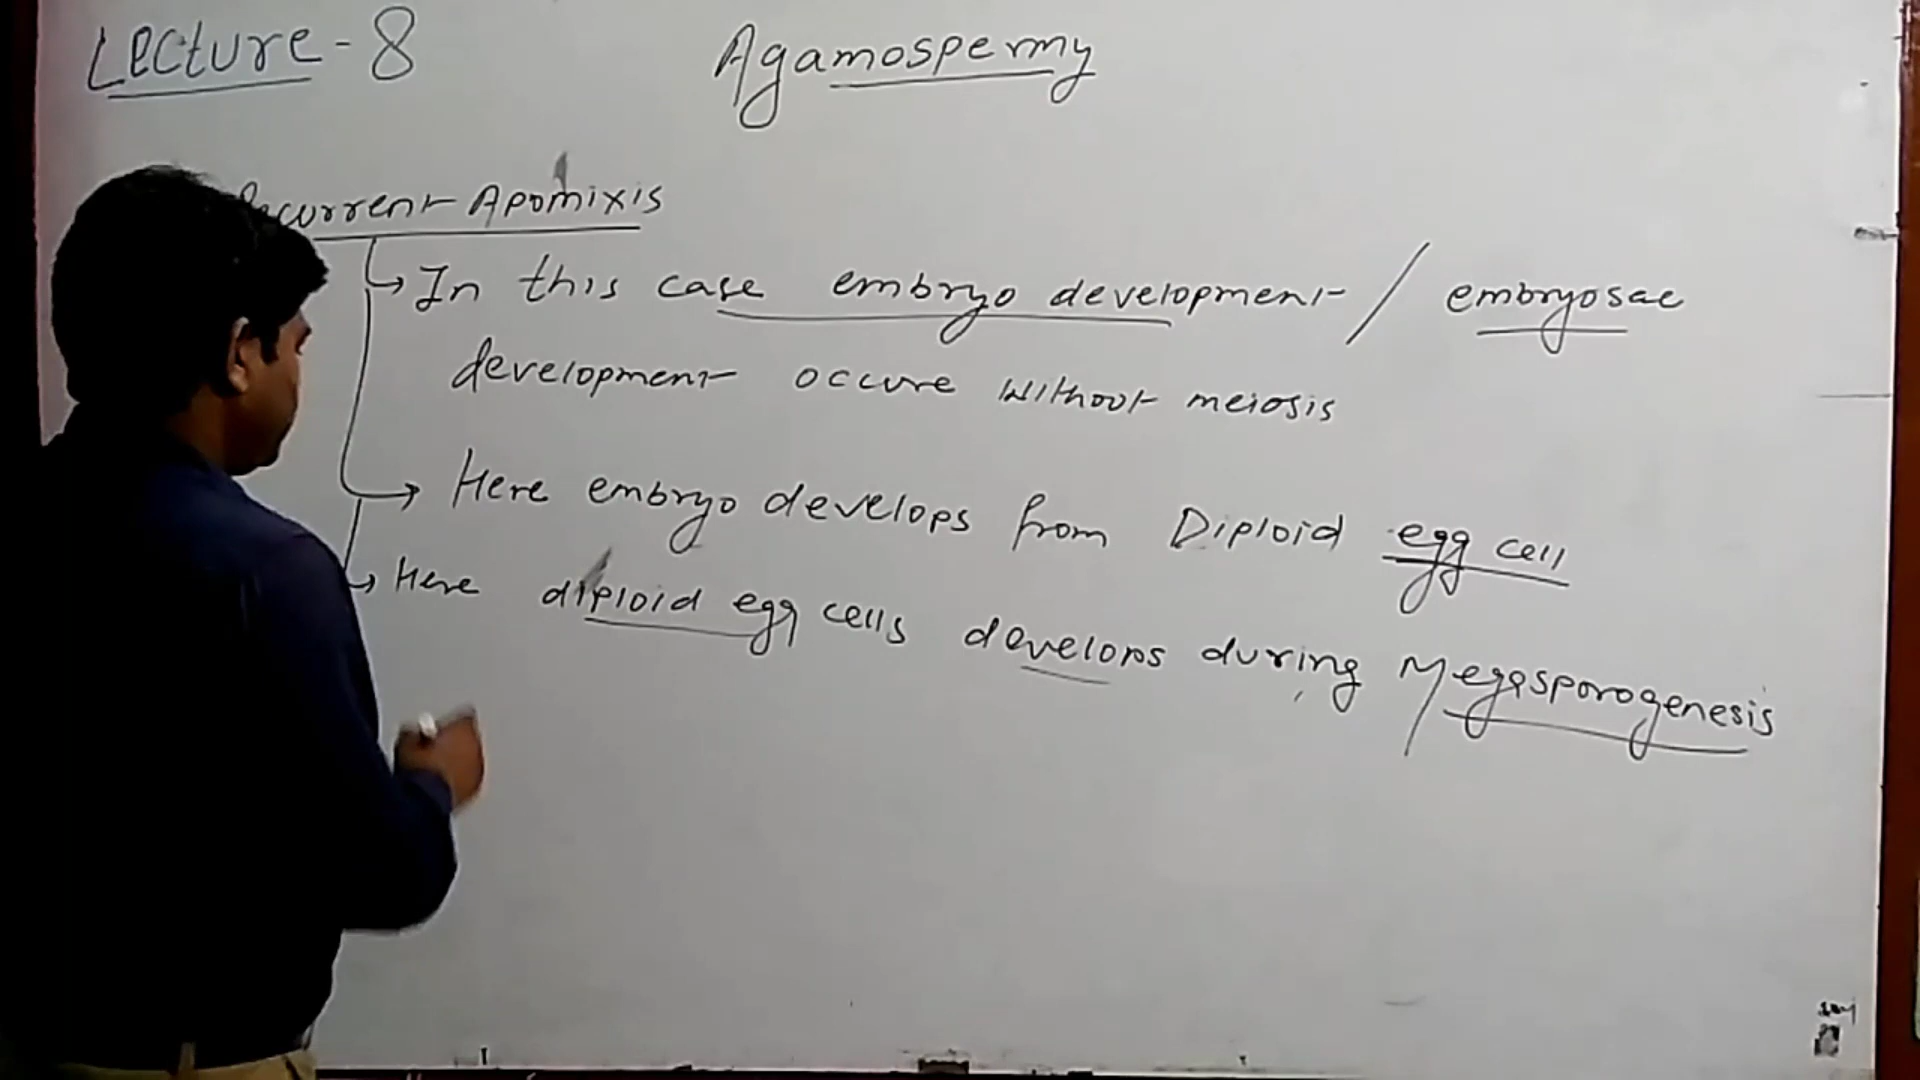 Lecture-8
Agamospermy
Recurrent Apomixis
In this case embryo development / embryosac
development occure without meiosis
Here embryo develops from Diploid egg cell
Here diploid egg cells develops during Megasporogenesis